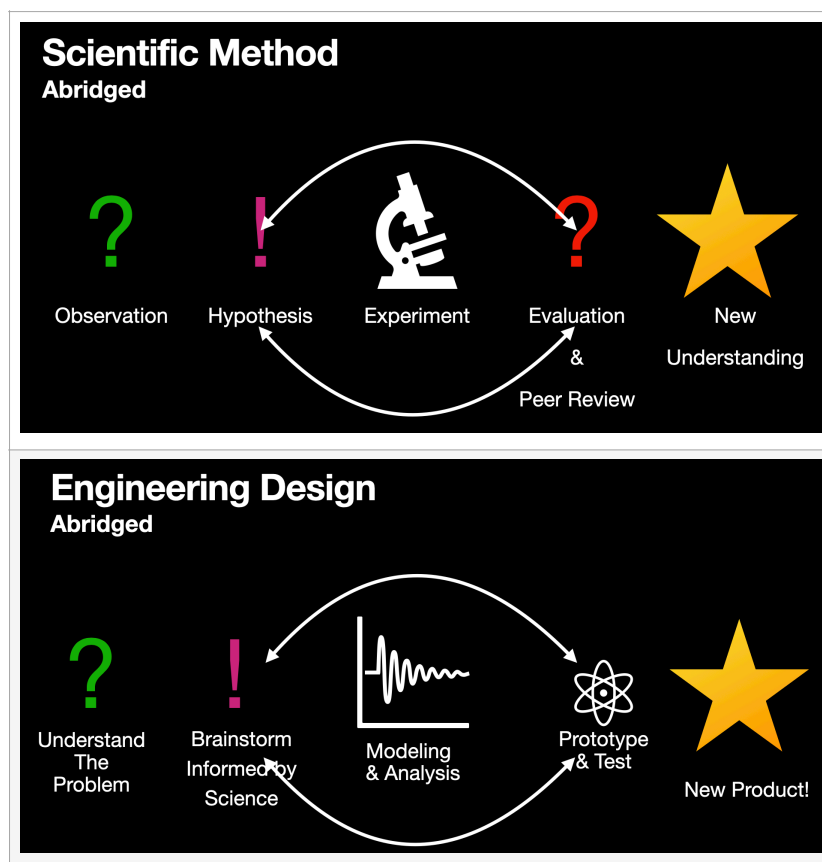 Scientific Method
Abridged
?
!
?
Observation
Hypothesis
Experiment
Evaluation
&
Peer Review
New
Understanding
Engineering Design
Abridged
?
!
Understand
The
Problem
Brainstorm
Informed by
Science
Modeling
& Analysis
Prototype
& Test
New Product!